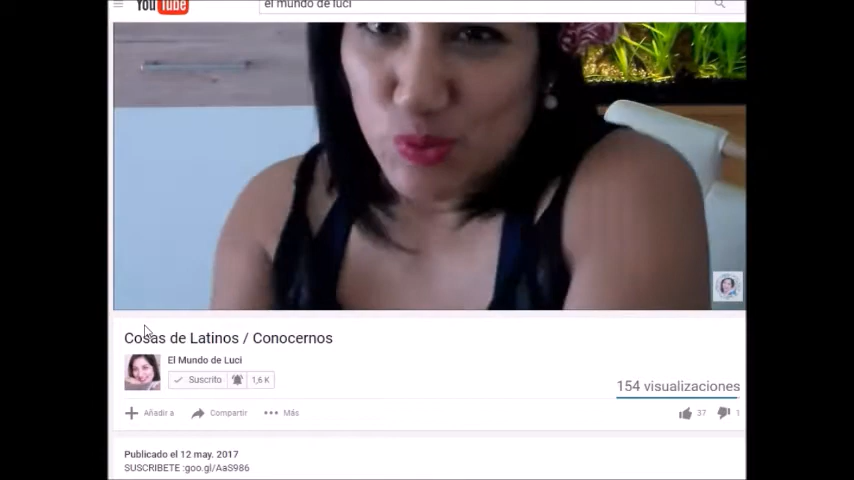 YouTube
el mundo de luci
Cosas de Latinos / Conocernos
El Mundo de Luci
Suscrito 1,6 K
154 visualizaciones
Añadir a Compartir Más 37 1
Publicado el 12 may. 2017
SUSCRIBETE :goo.gl/AaS986